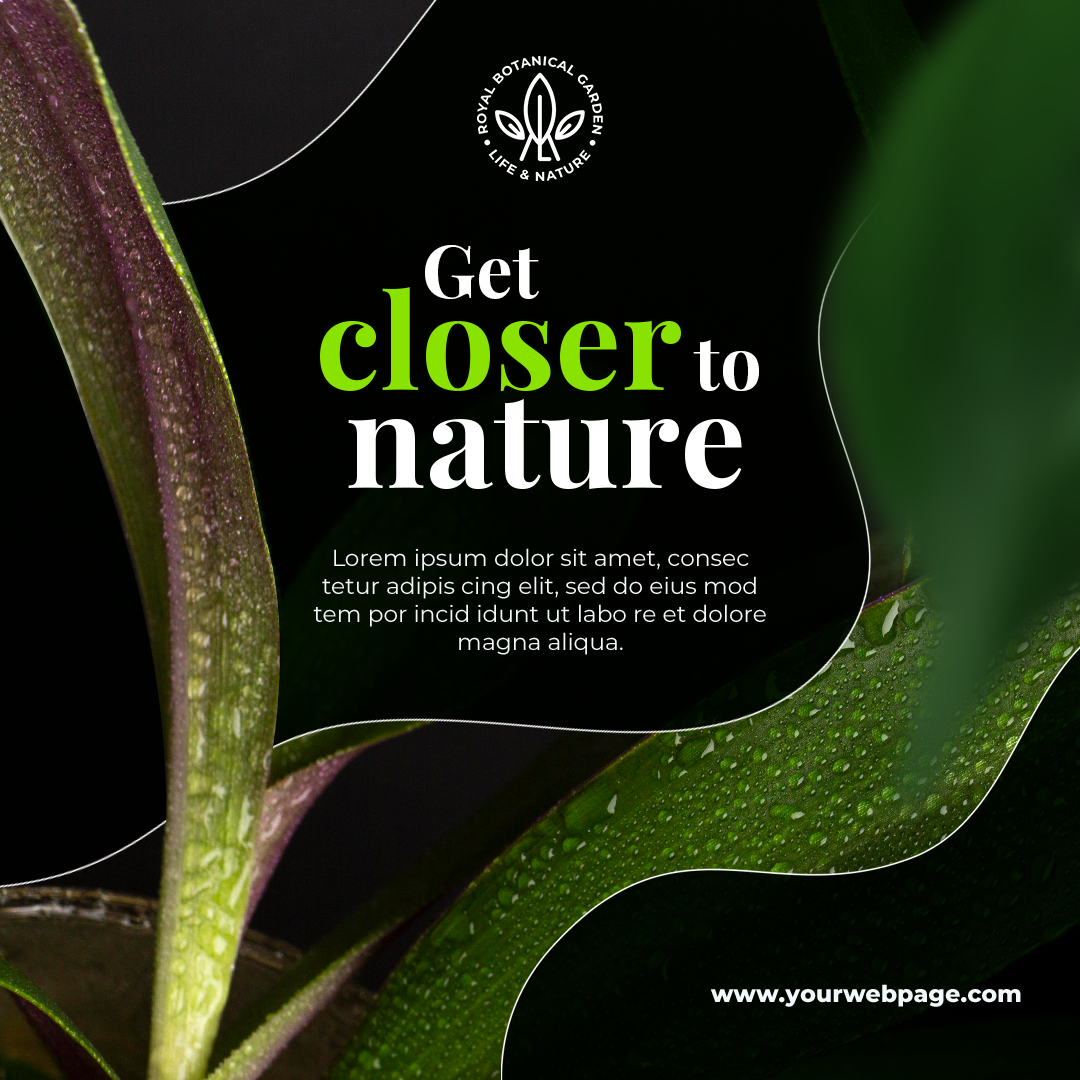 ROYAL BOTANICAL GARDEN
• LIFE & NATURE •
Get
closer to
nature
Lorem ipsum dolor sit amet, consec
tetur adipis cing elit, sed do eius mod
tem por incid idunt ut labo re et dolore
magna aliqua.
www.yourwebpage.com